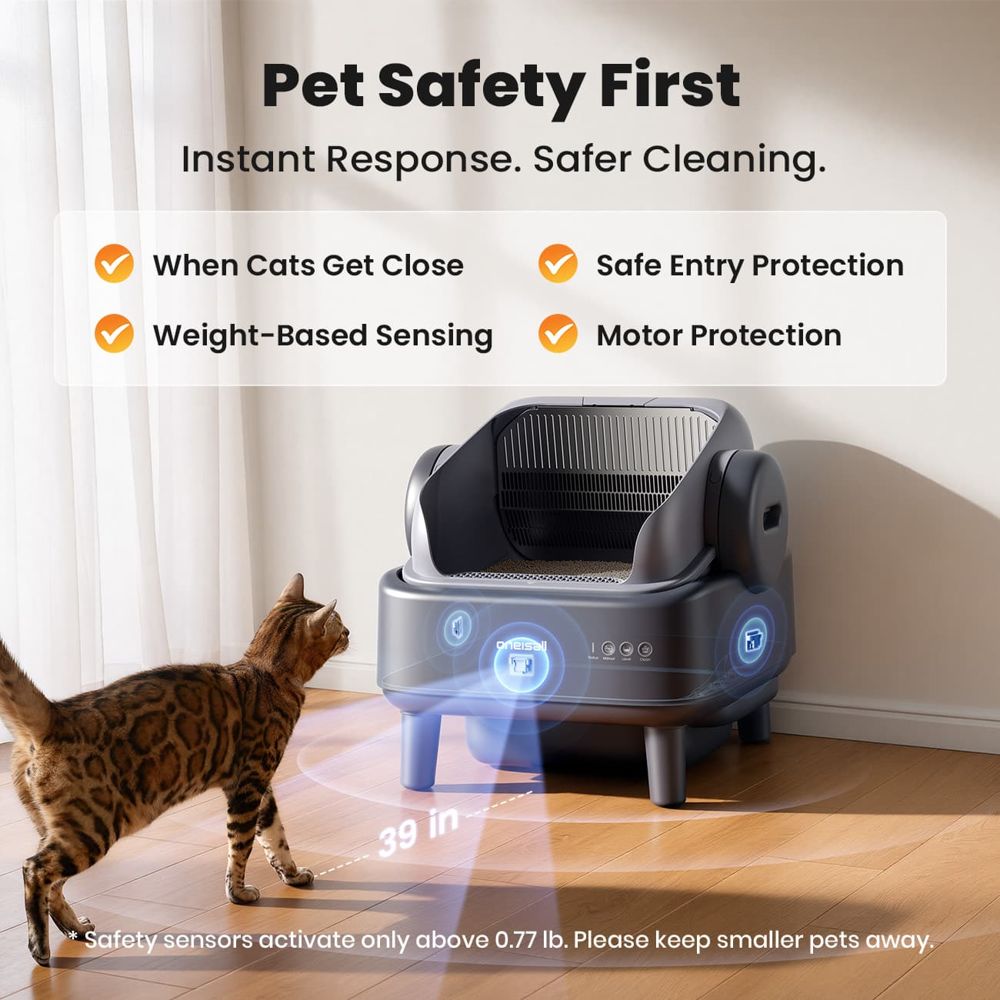 Pet Safety First
Instant Response. Safer Cleaning.
When Cats Get Close
Safe Entry Protection
Weight-Based Sensing
Motor Protection
oneisall
39 in
* Safety sensors activate only above 0.77 lb. Please keep smaller pets away.